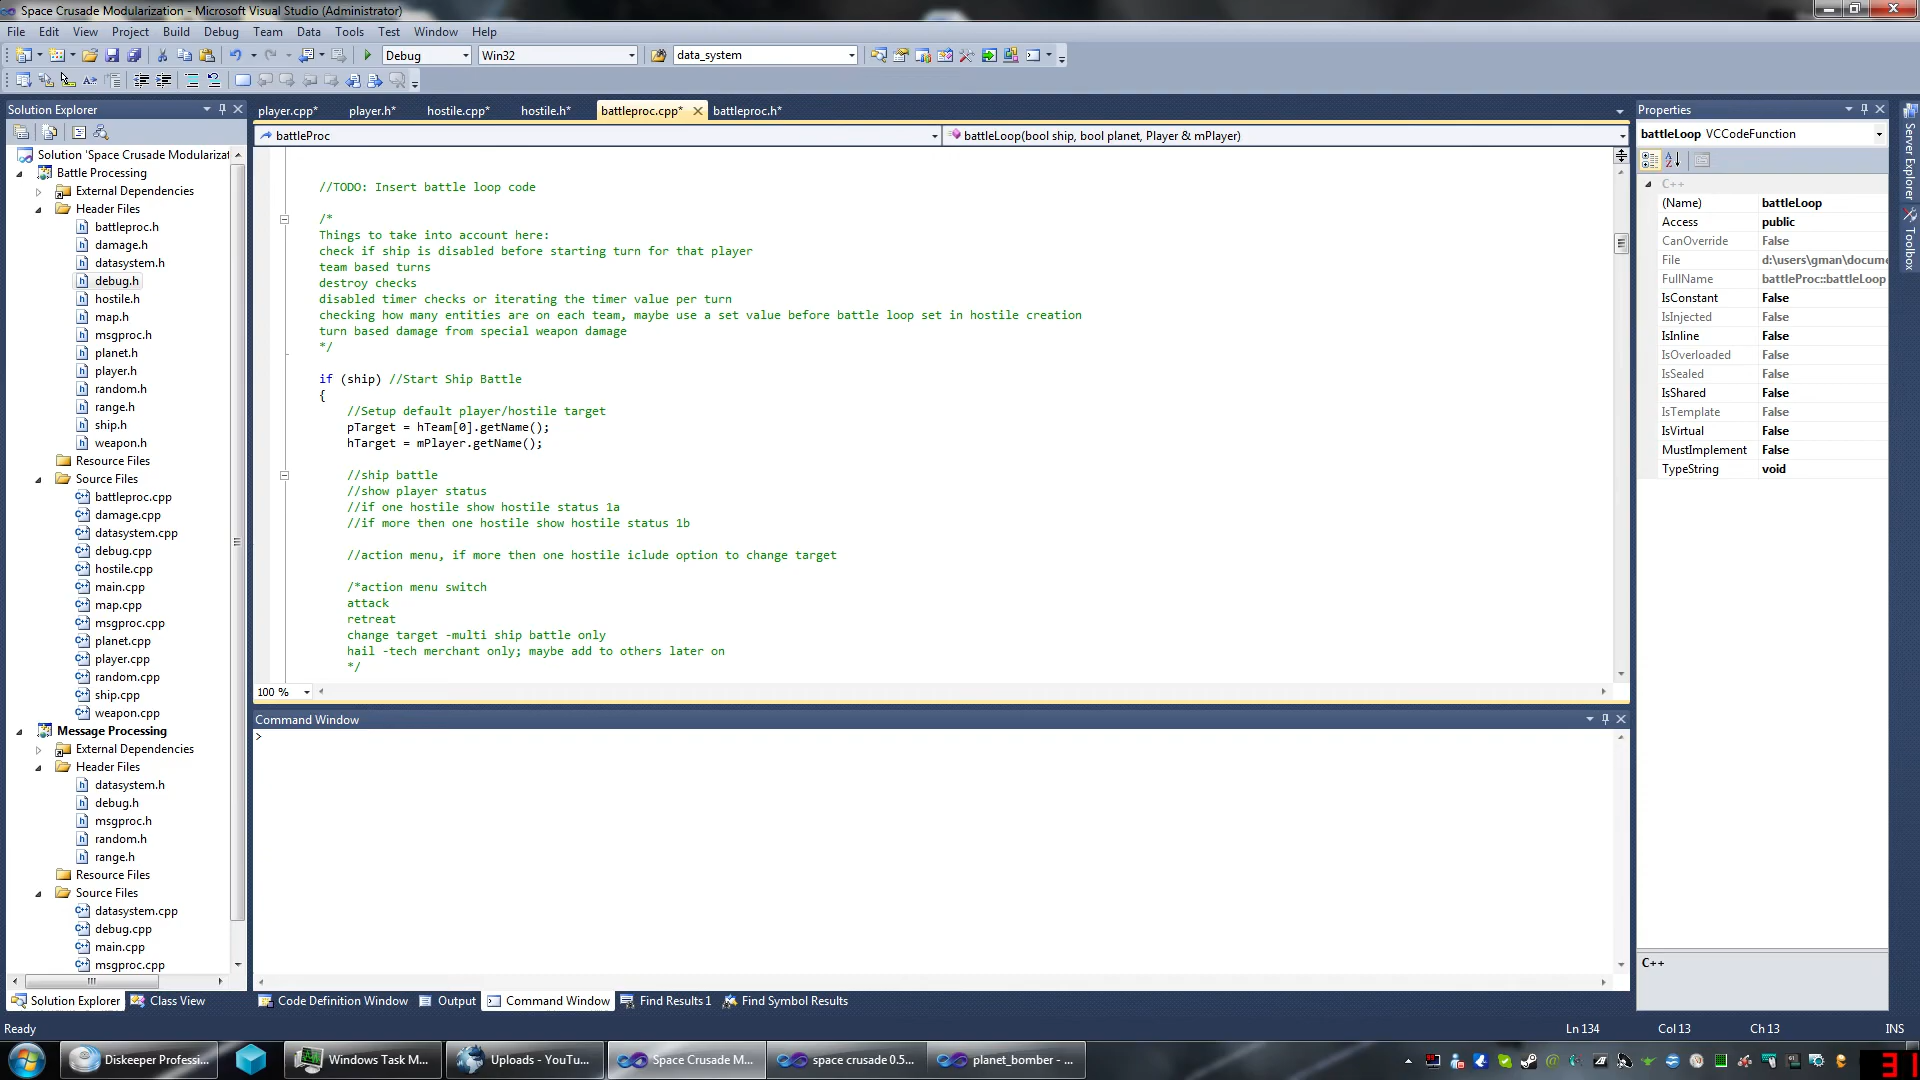 Space Crusade Modularization - Microsoft Visual Studio (Administrator)
File Edit View Project Build Debug Team Data Tools Test Window Help
Debug Win32 data_system
Solution Explorer
player.cpp* player.h* hostile.cpp* hostile.h* battleproc.cpp* battleproc.h*
battleProc battleLoop(bool ship, bool planet, Player & mPlayer)
Solution 'Space Crusade Modularizat
Battle Processing
External Dependencies
Header Files
battleproc.h
damage.h
datasystem.h
debug.h
hostile.h
map.h
msgproc.h
planet.h
player.h
random.h
range.h
ship.h
weapon.h
Resource Files
Source Files
battleproc.cpp
damage.cpp
datasystem.cpp
debug.cpp
hostile.cpp
main.cpp
map.cpp
msgproc.cpp
planet.cpp
player.cpp
random.cpp
ship.cpp
weapon.cpp
Message Processing
External Dependencies
Header Files
datasystem.h
debug.h
msgproc.h
random.h
range.h
Resource Files
Source Files
datasystem.cpp
debug.cpp
main.cpp
msgproc.cpp
Solution Explorer Class View
//TODO: Insert battle loop code
/*
Things to take into account here:
check if ship is disabled before starting turn for that player
team based turns
destroy checks
disabled timer checks or iterating the timer value per turn
checking how many entities are on each team, maybe use a set value before battle loop set in hostile creation
turn based damage from special weapon damage
*/
if (ship) //Start Ship Battle
{
//Setup default player/hostile target
pTarget = hTeam[0].getName();
hTarget = mPlayer.getName();
//ship battle
//show player status
//if one hostile show hostile status 1a
//if more then one hostile show hostile status 1b
//action menu, if more then one hostile iclude option to change target
/*action menu switch
attack
retreat
change target -multi ship battle only
hail -tech merchant only; maybe add to others later on
*/
100 %
Command Window
>
Code Definition Window Output Command Window Find Results 1 Find Symbol Results
Properties
battleLoop VCCodeFunction
C++
(Name) battleLoop
Access public
CanOverride False
File d:\users\gman\docume
FullName battleProc::battleLoop
IsConstant False
IsInjected False
IsInline False
IsOverloaded False
IsSealed False
IsShared False
IsTemplate False
IsVirtual False
MustImplement False
TypeString void
C++
Server Explorer
Toolbox
Ready Ln 134 Col 13 Ch 13 INS
Diskeeper Professi... Windows Task M... Uploads - YouTu... Space Crusade M... space crusade 0.5... planet_bomber - ...
31